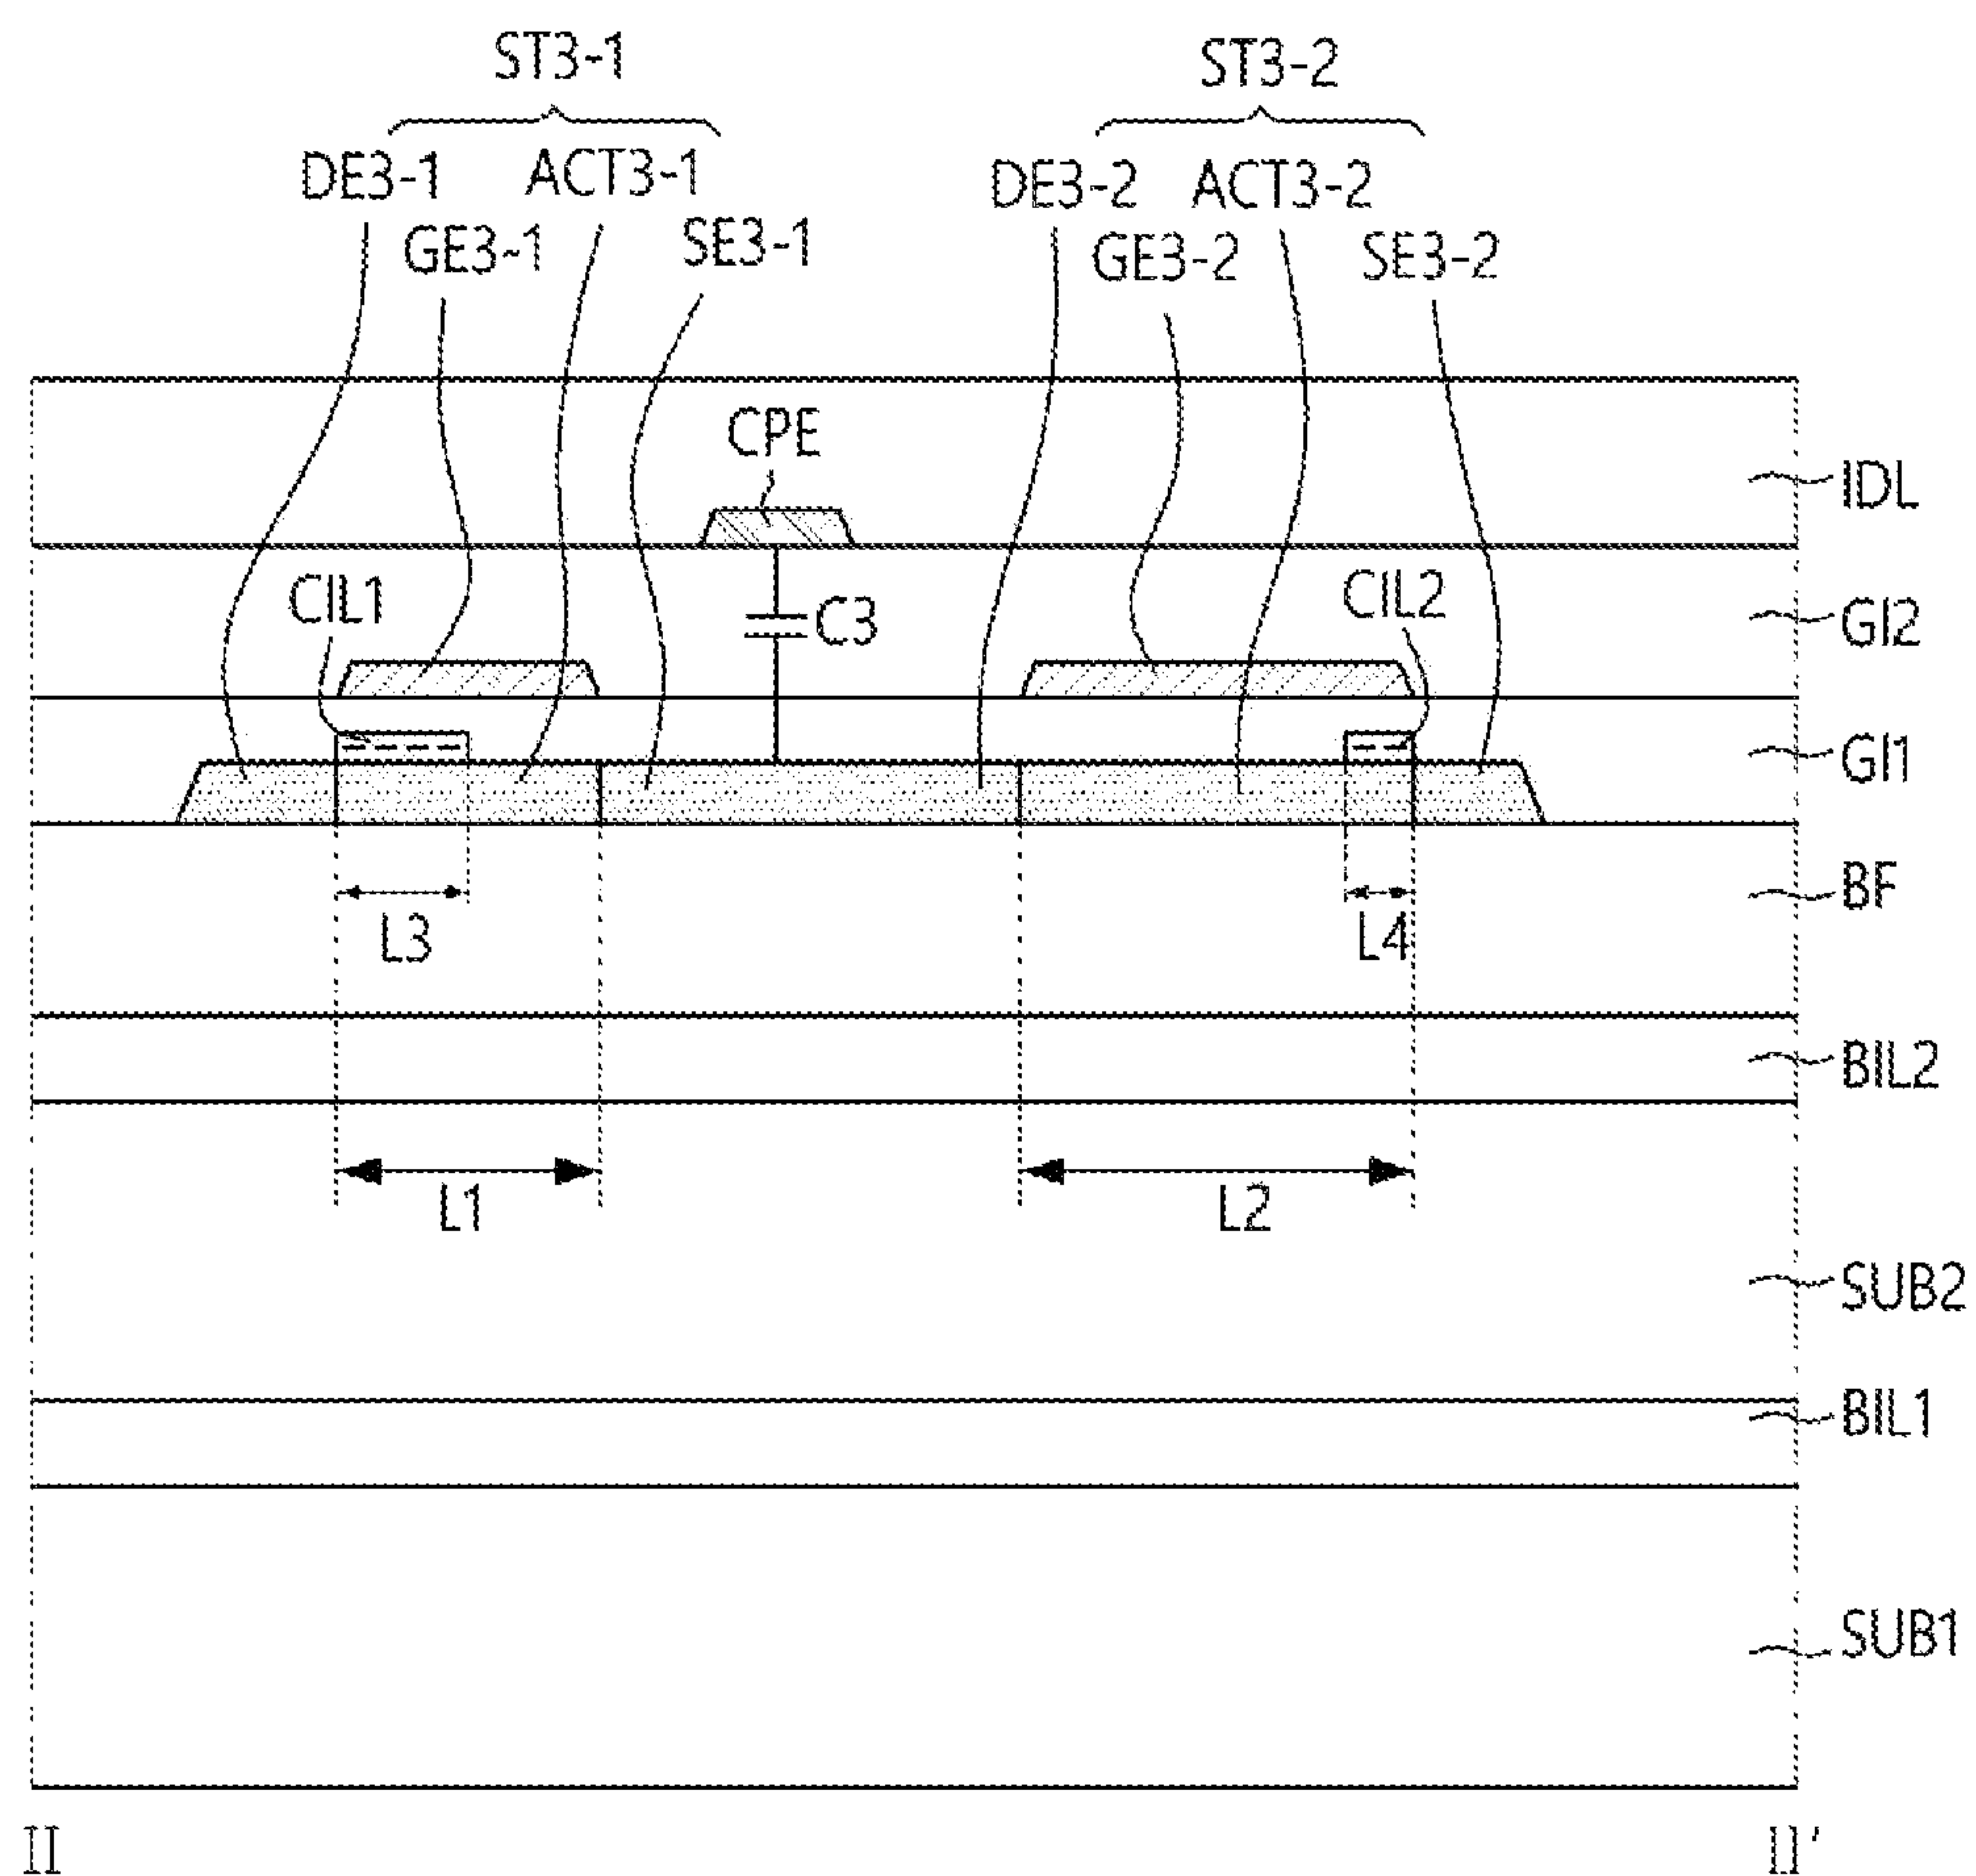 ST3-1 ST3-2
DE3-1 ACT3-1 DE3-2 ACT3-2
GE3-1 SE3-1 GE3-2 SE3-2
CPE
IDL
CIL1 C3 CIL2 GI2
GI1
BF
L3 L4
BIL2
L1 L2
SUB2
BIL1
SUB1
II II'